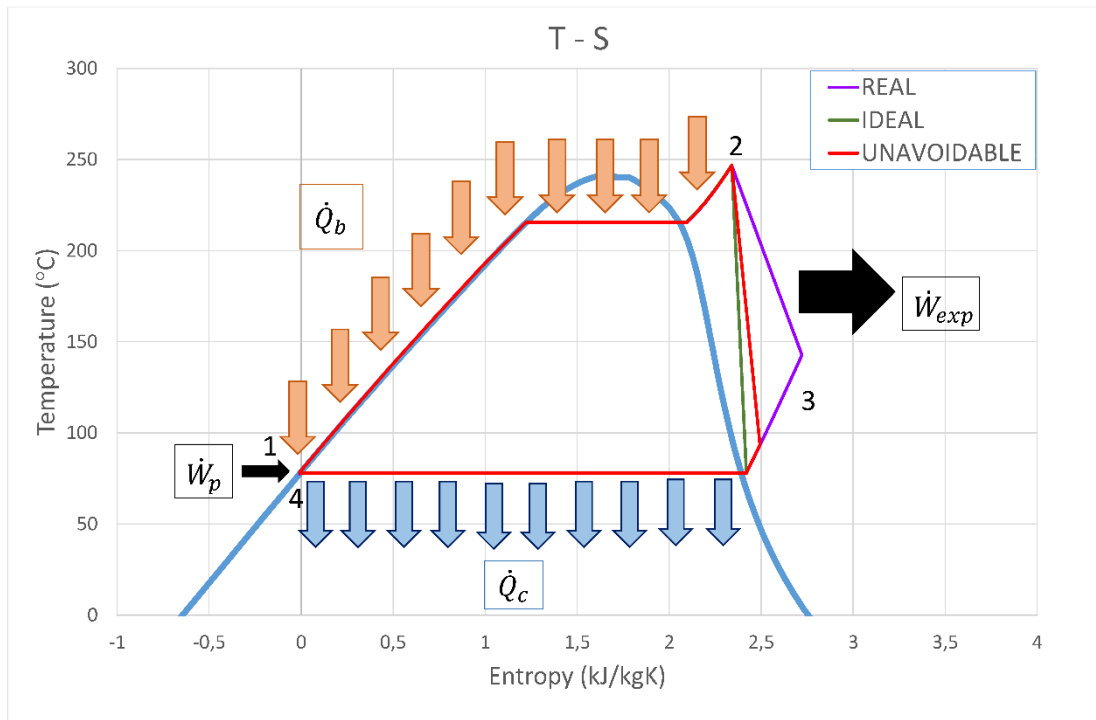 T - S
300
250
200
150
100
50
0
Temperature (°C)
-1
-0,5
0
0,5
1
1,5
2
2,5
3
3,5
4
Entropy (kJ/kgK)
REAL
IDEAL
UNAVOIDABLE
Q̇b
2
Ẇexp
3
1
Ẇp
4
Q̇c